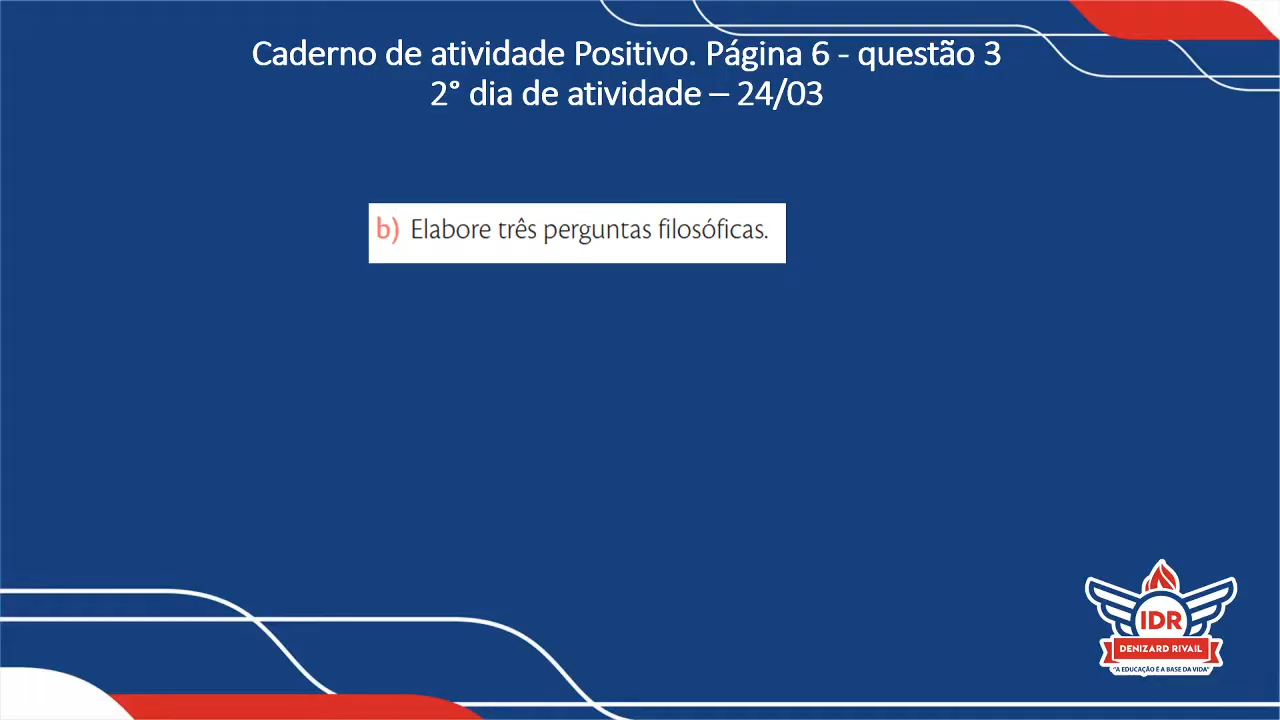 Caderno de atividade Positivo. Página 6 - questão 3
2° dia de atividade – 24/03
b) Elabore três perguntas filosóficas.
IDR
DENIZARD RIVAIL
"A EDUCAÇÃO É A BASE DA VIDA"